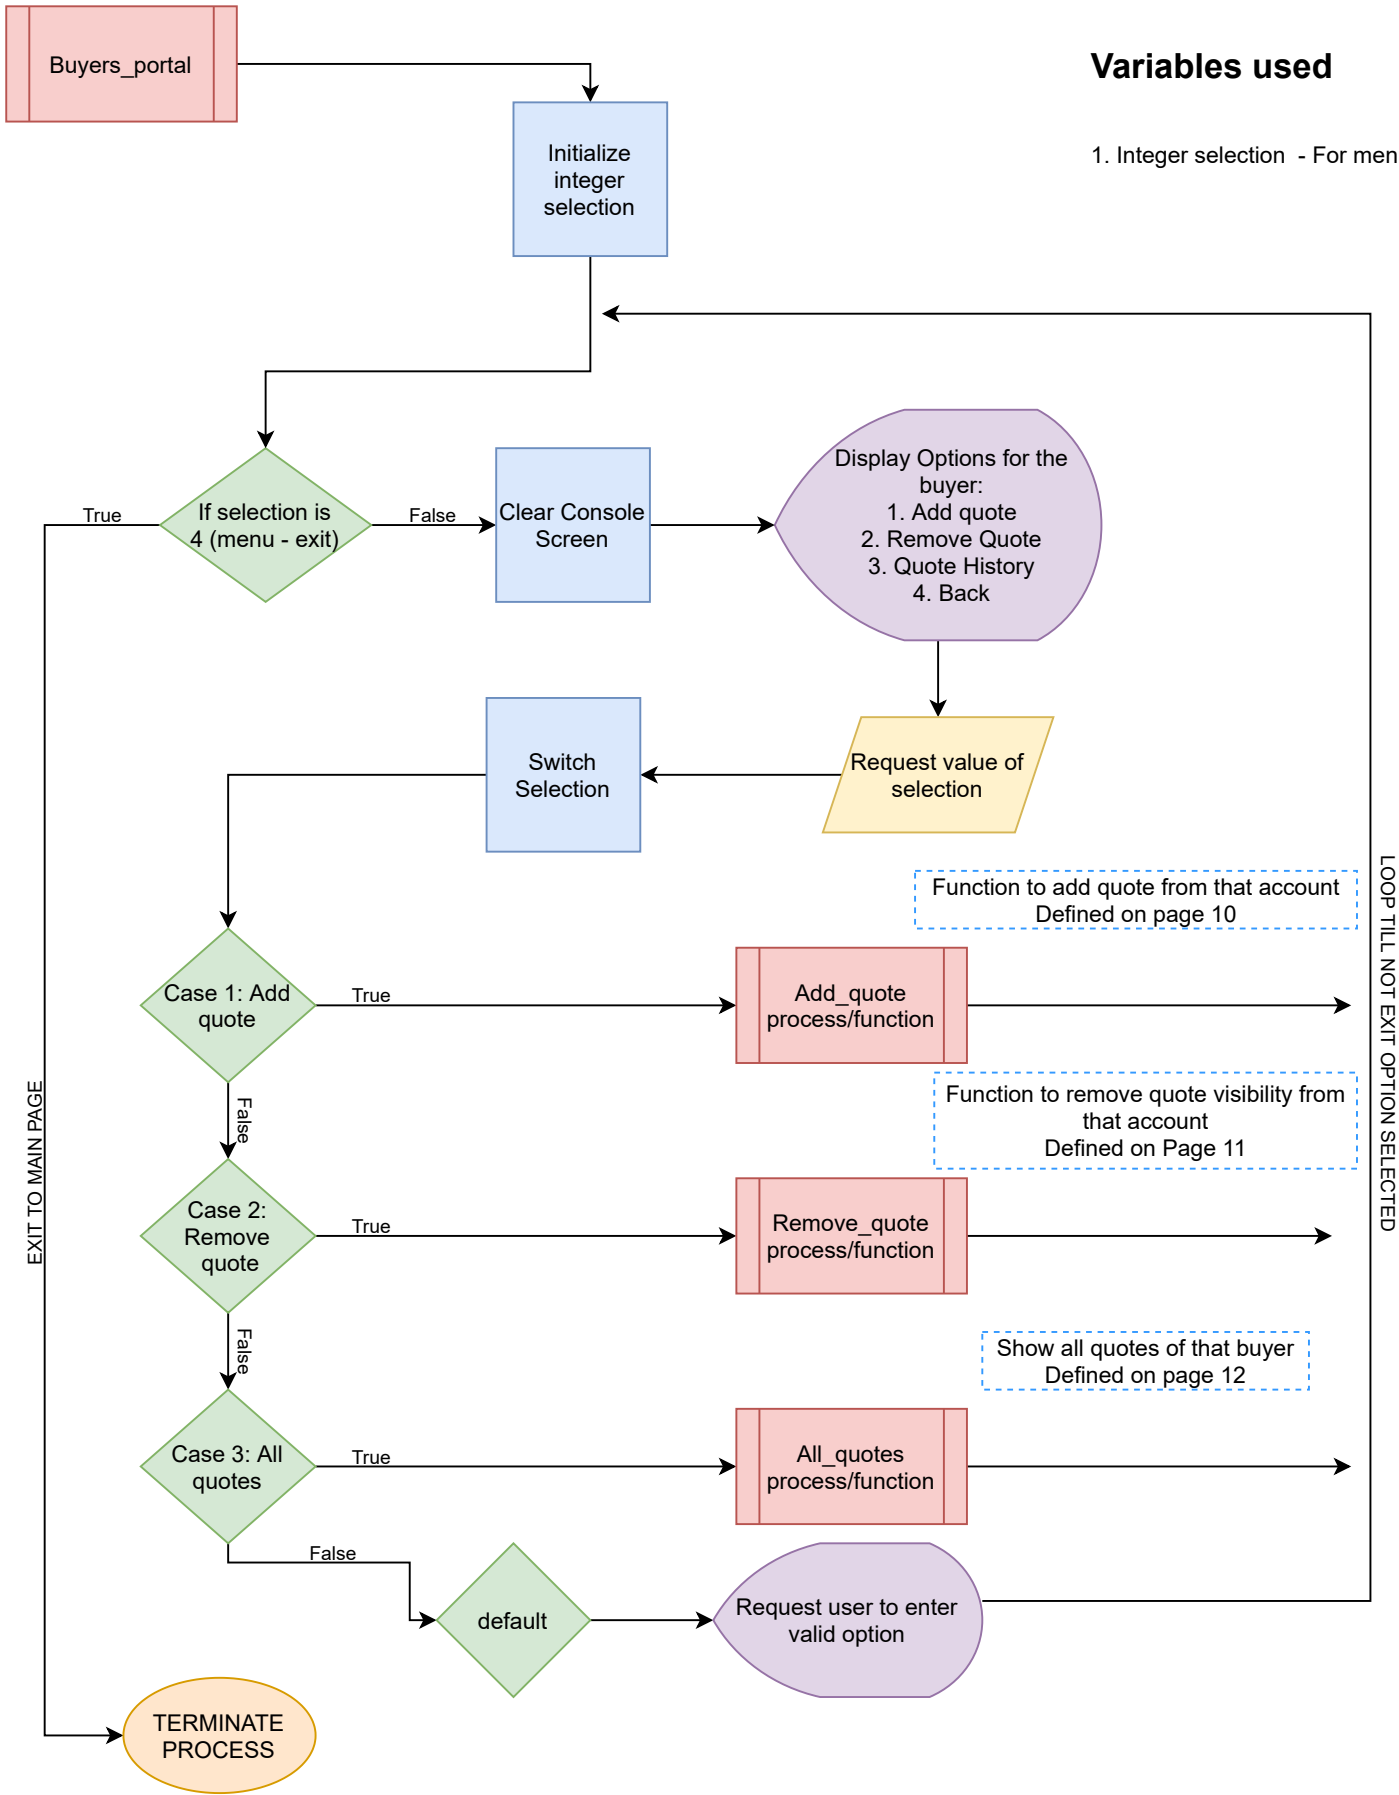 Buyers_portal
Variables used
Initialize
integer
selection
1. Integer selection - For men
If selection is
4 (menu - exit)
True
False
Clear Console
Screen
Display Options for the
buyer:
1. Add quote
2. Remove Quote
3. Quote History
4. Back
Request value of
selection
Switch
Selection
Function to add quote from that account
Defined on page 10
Case 1: Add
quote
True
Add_quote
process/function
False
Function to remove quote visibility from
that account
Defined on Page 11
Case 2:
Remove
quote
True
Remove_quote
process/function
False
Show all quotes of that buyer
Defined on page 12
Case 3: All
quotes
True
All_quotes
process/function
False
default
Request user to enter
valid option
LOOP TILL NOT EXIT OPTION SELECTED
EXIT TO MAIN PAGE
TERMINATE
PROCESS